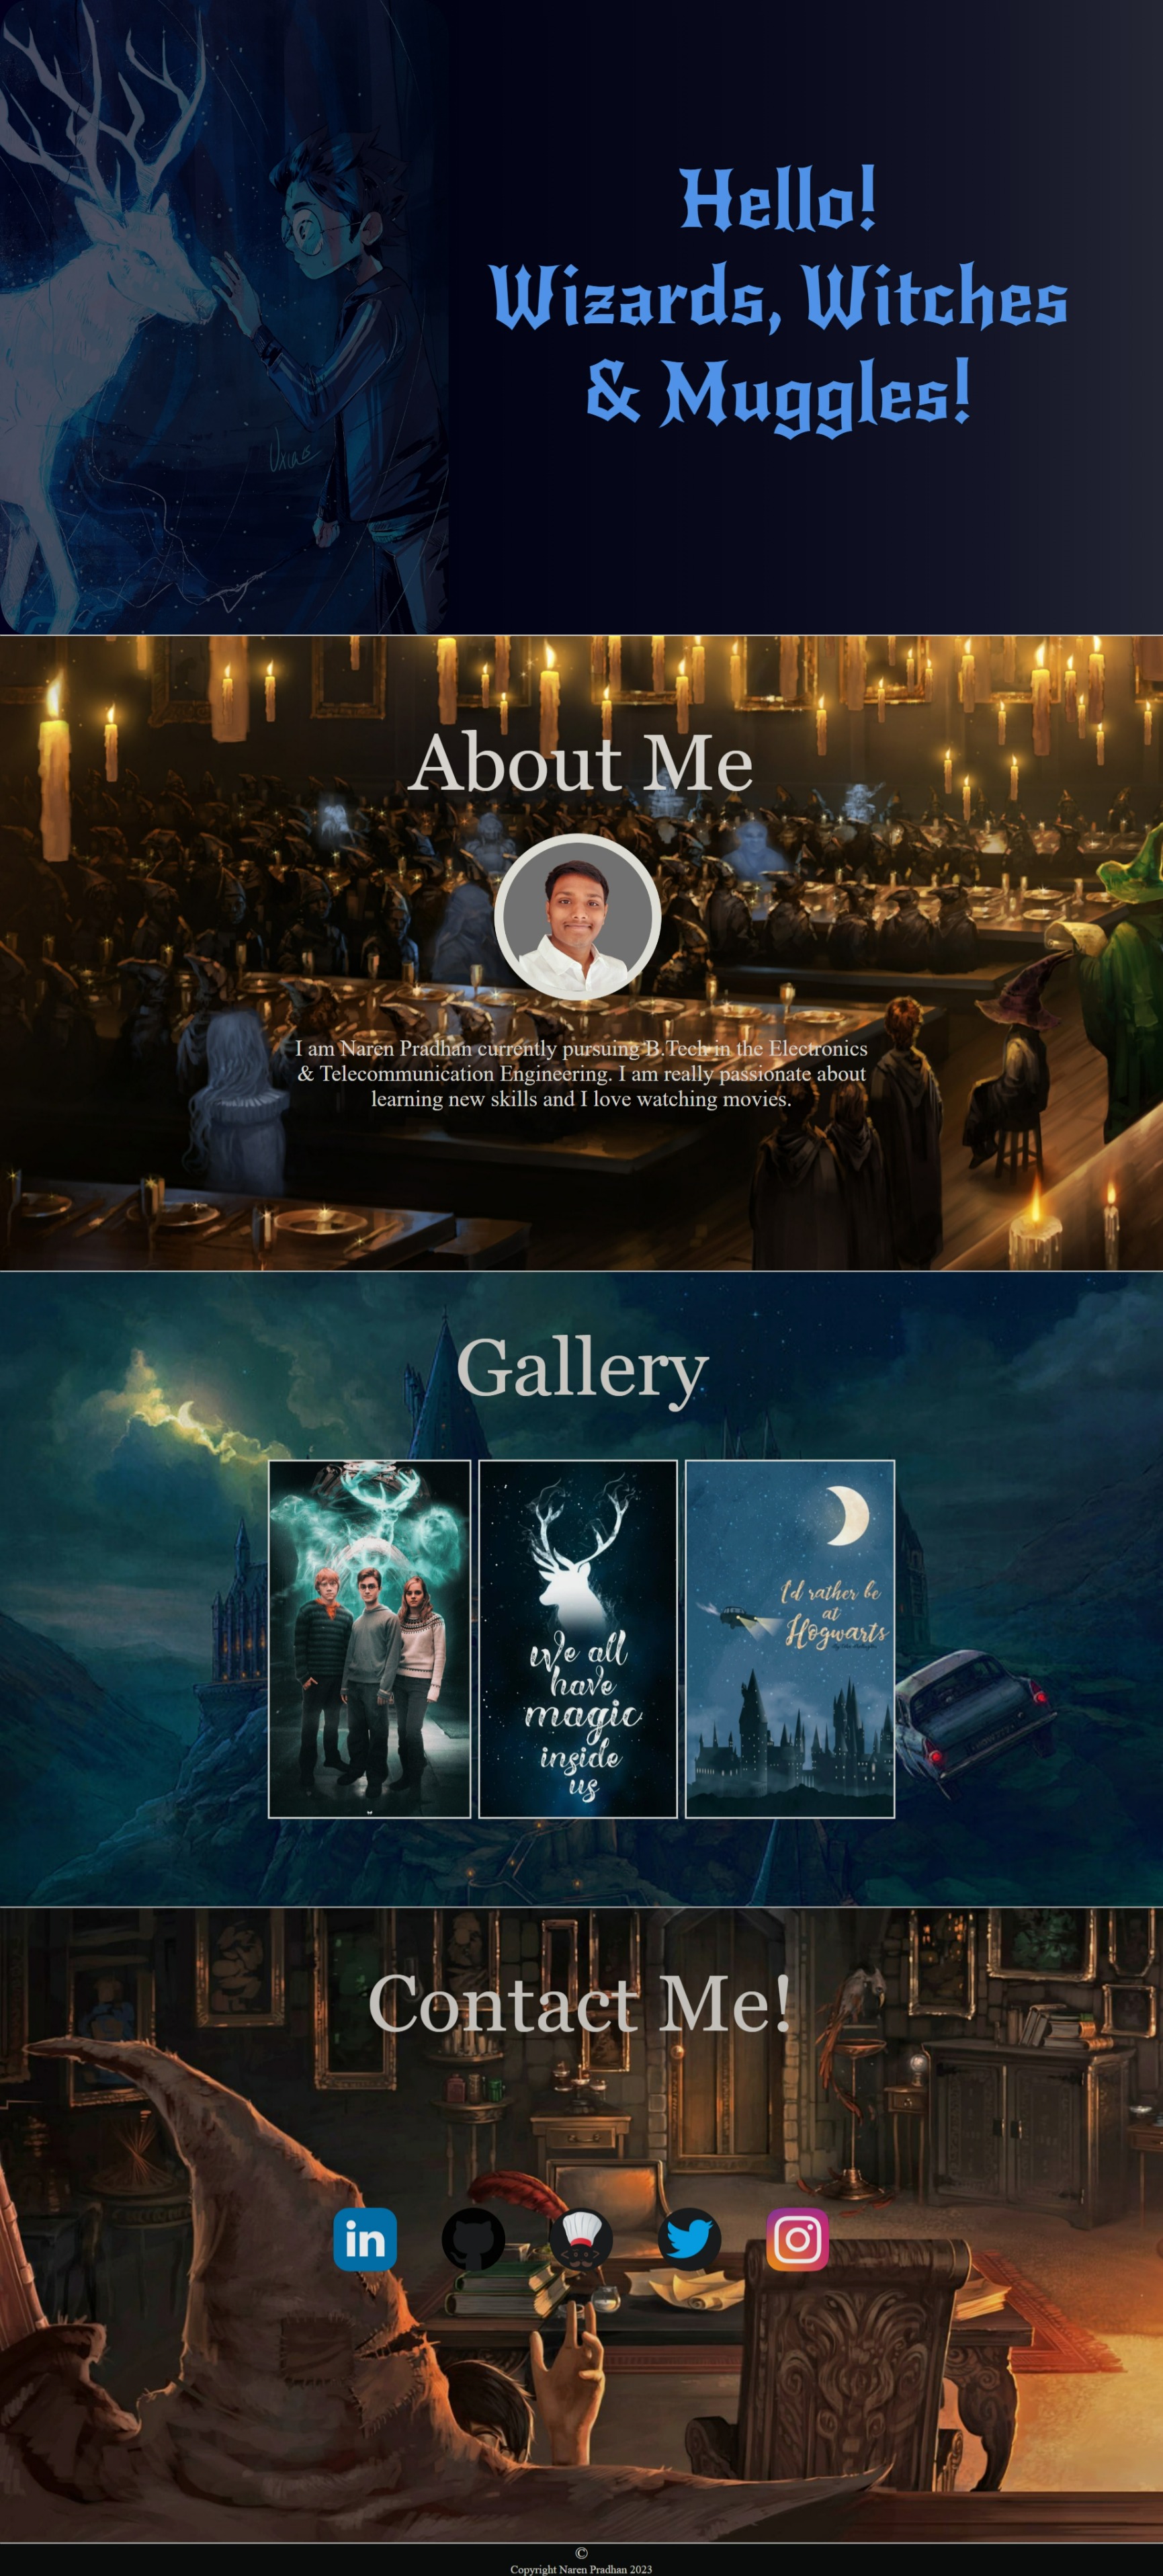 Hello!
Wizards, Witches
& Muggles!
About Me
I am Naren Pradhan currently pursuing B.Tech in the Electronics
& Telecommunication Engineering. I am really passionate about
learning new skills and I love watching movies.
Gallery
We all
have
magic
inside
us
I'd rather be
at
Hogwarts
Contact Me!
in
©
Copyright Naren Pradhan 2023